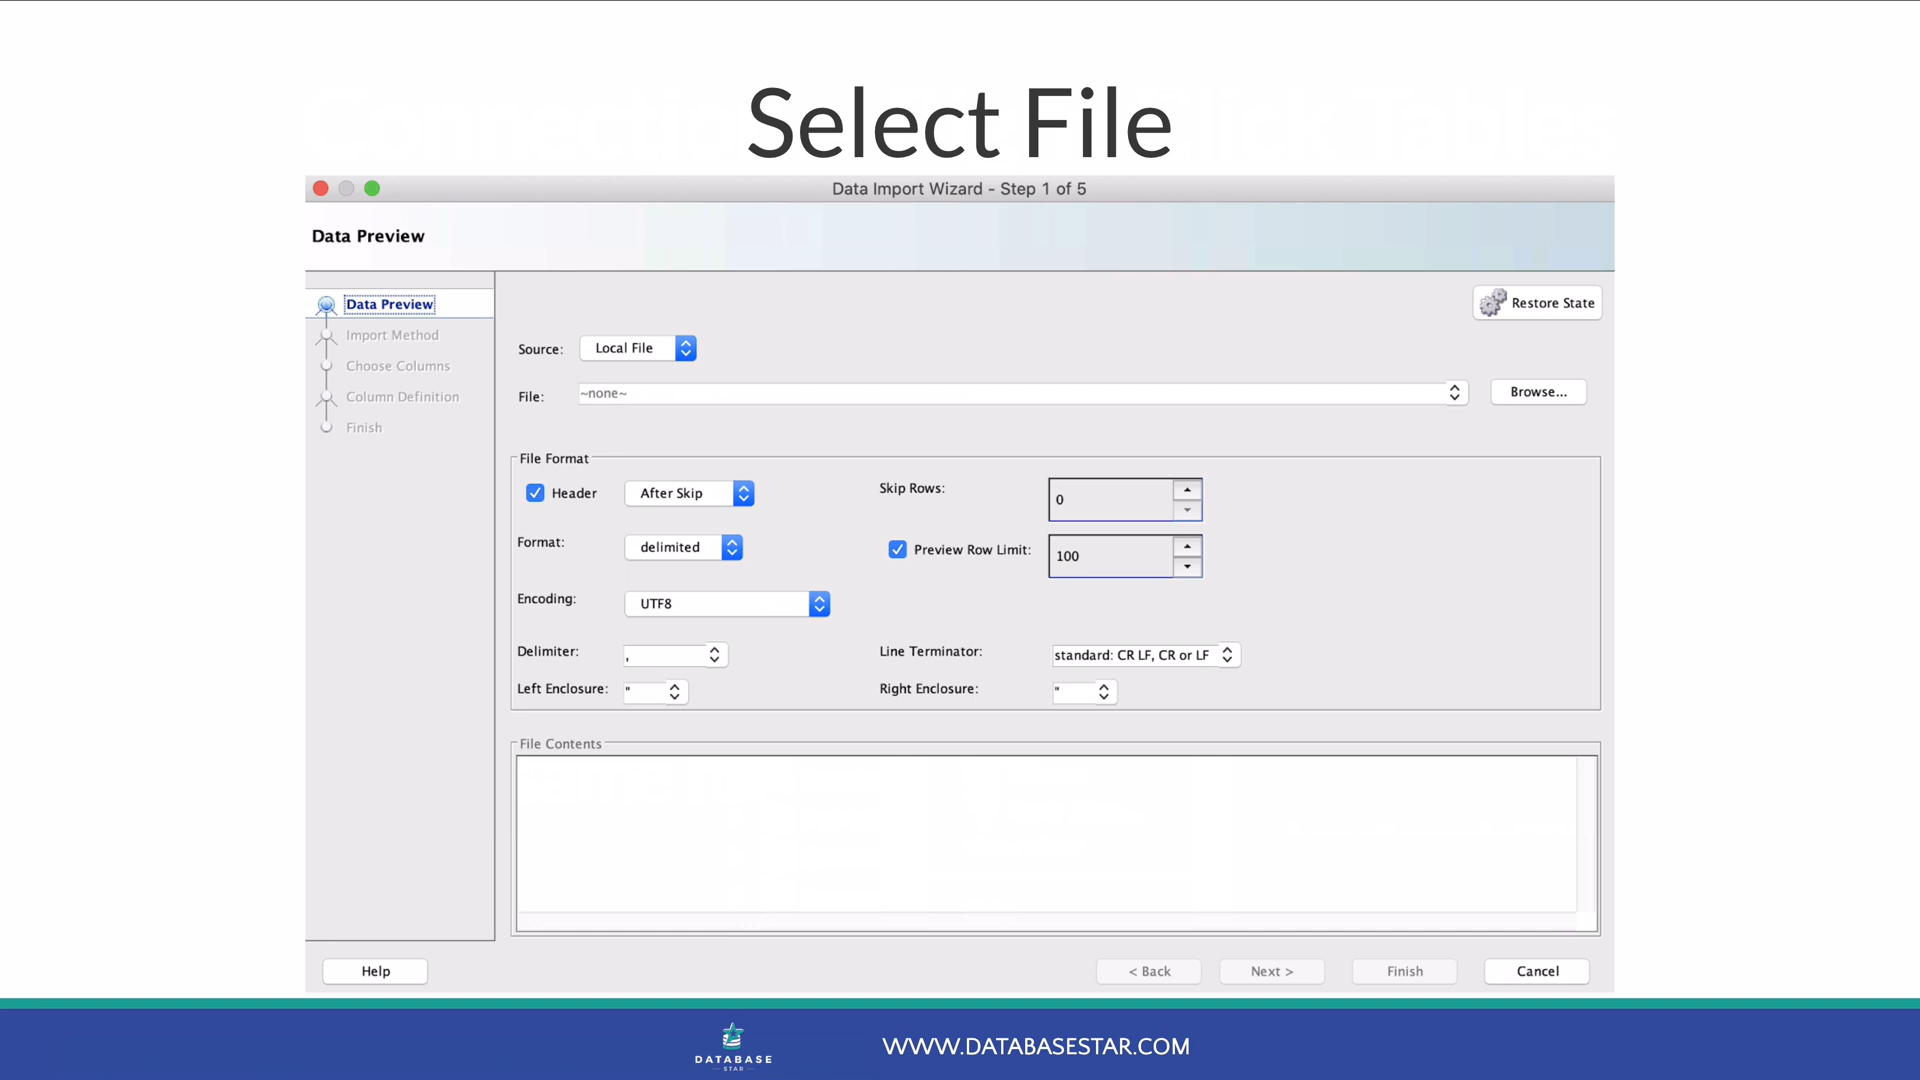 Select File
Data Import Wizard - Step 1 of 5
Data Preview
Data Preview
Import Method
Choose Columns
Column Definition
Finish
Restore State
Source: Local File
File: ~none~ Browse...
File Format
Header After Skip Skip Rows: 0
Format: delimited Preview Row Limit: 100
Encoding: UTF8
Delimiter: , Line Terminator: standard: CR LF, CR or LF
Left Enclosure: " Right Enclosure: "
File Contents
Help < Back Next > Finish Cancel
DATABASE
STAR
WWW.DATABASESTAR.COM